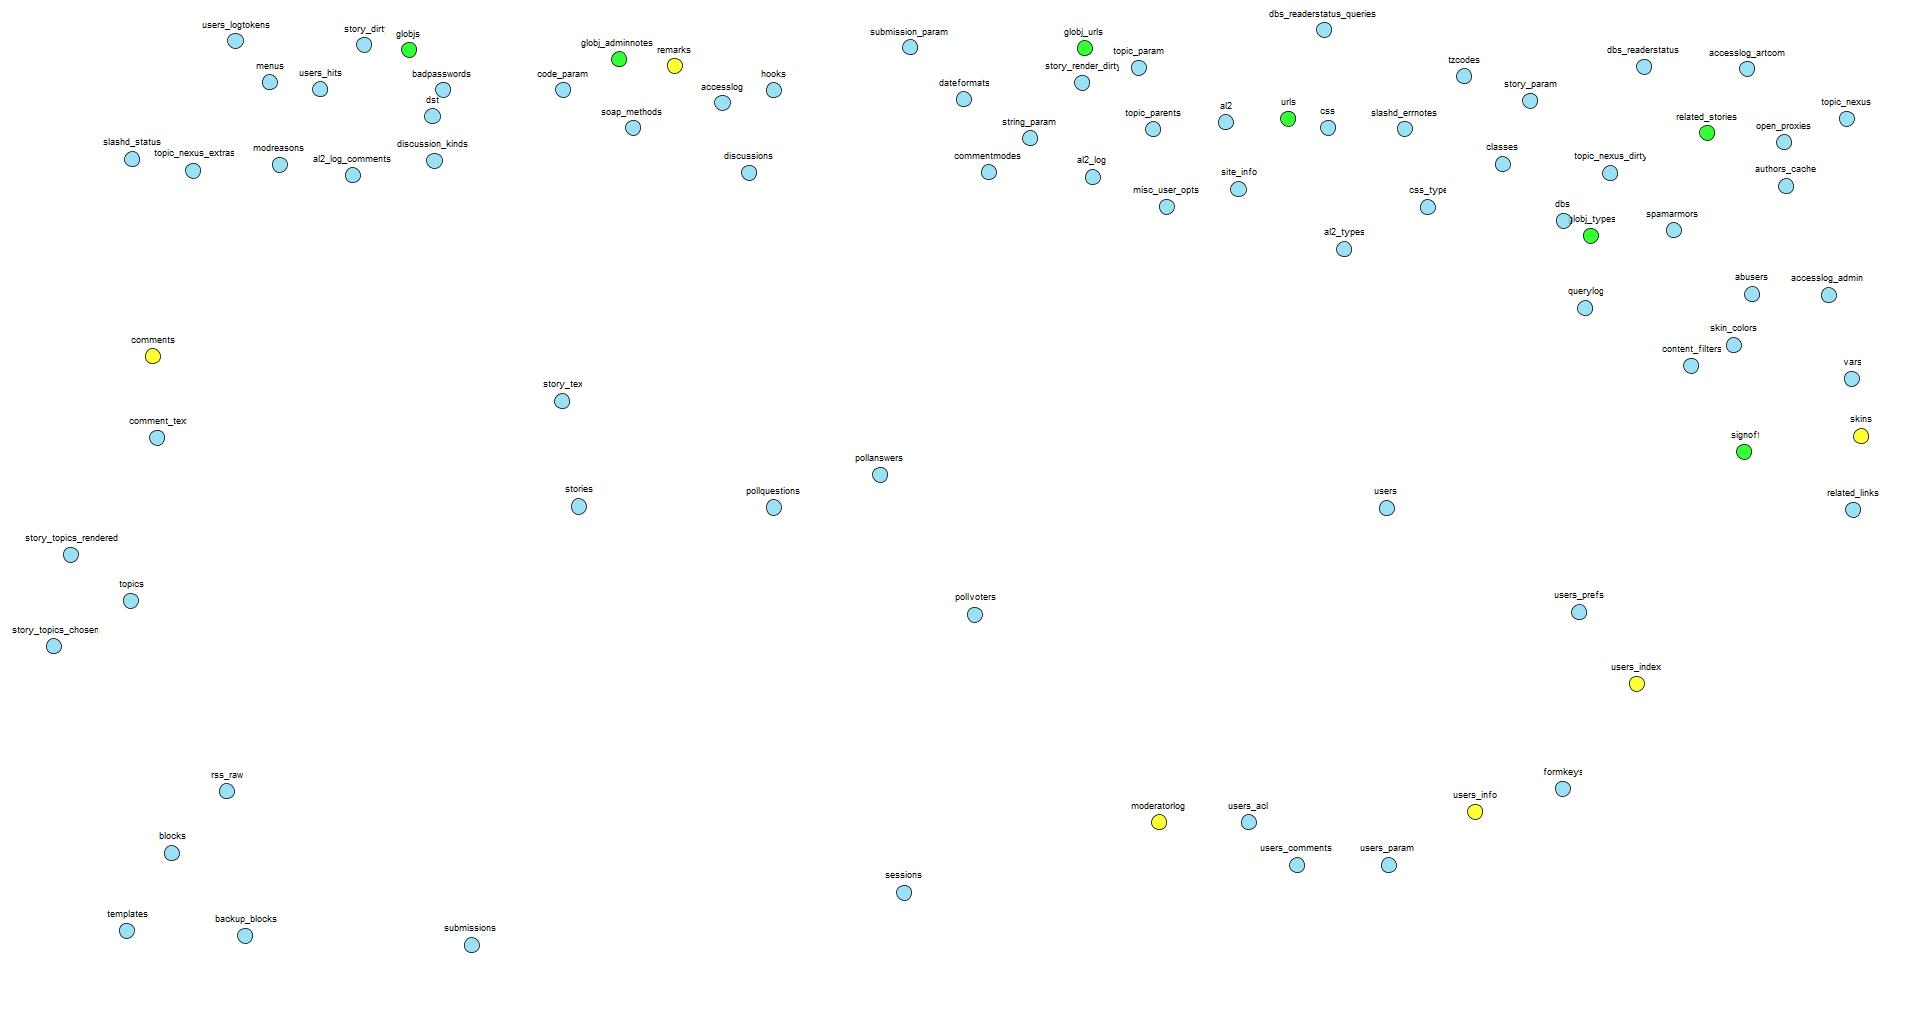 dbs_readerstatus_queries
users_logtokens
story_dirt
globjs
submission_param
globj_urls
globj_adminnotes
remarks
topic_param
dbs_readerstatus
accesslog_artcom
tzcodes
menus
users_hits
badpasswords
code_param
hooks
story_render_dirty
accesslog
dateformats
story_param
dst
soap_methods
string_param
topic_parents
al2
urls
css
slashd_errnotes
related_stories
open_proxies
topic_nexus
slashd_status
topic_nexus_extras
modreasons
al2_log_comments
discussion_kinds
discussions
commentmodes
al2_log
classes
topic_nexus_dirty
authors_cache
site_info
misc_user_opts
css_type
dbs
lobj_types
spamarmors
al2_types
abusers
accesslog_admin
querylog
skin_colors
comments
content_filters
vars
story_tex
comment_tex
skins
signof
pollanswers
stories
pollquestions
users
related_links
story_topics_rendered
topics
pollvoters
users_prefs
story_topics_chosen
users_index
rss_raw
formkeys
users_info
moderatorlog
users_acl
blocks
users_comments
users_param
sessions
templates
backup_blocks
submissions